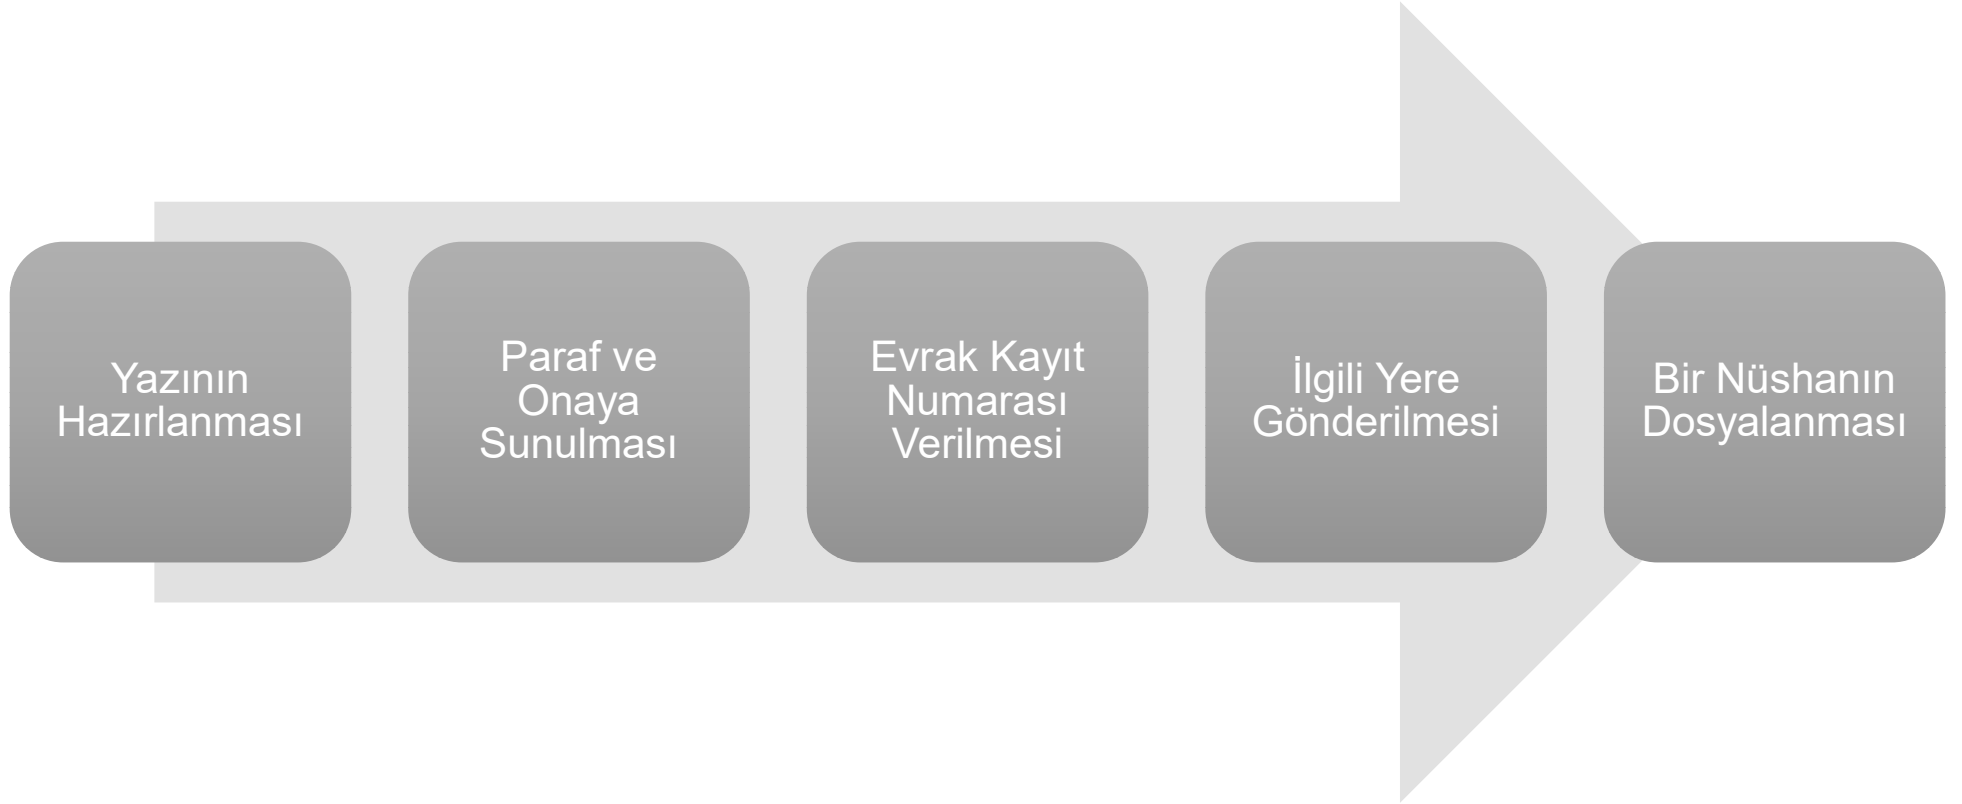 Yazının
Hazırlanması
Paraf ve
Onaya
Sunulması
Evrak Kayıt
Numarası
Verilmesi
İlgili Yere
Gönderilmesi
Bir Nüshanın
Dosyalanması